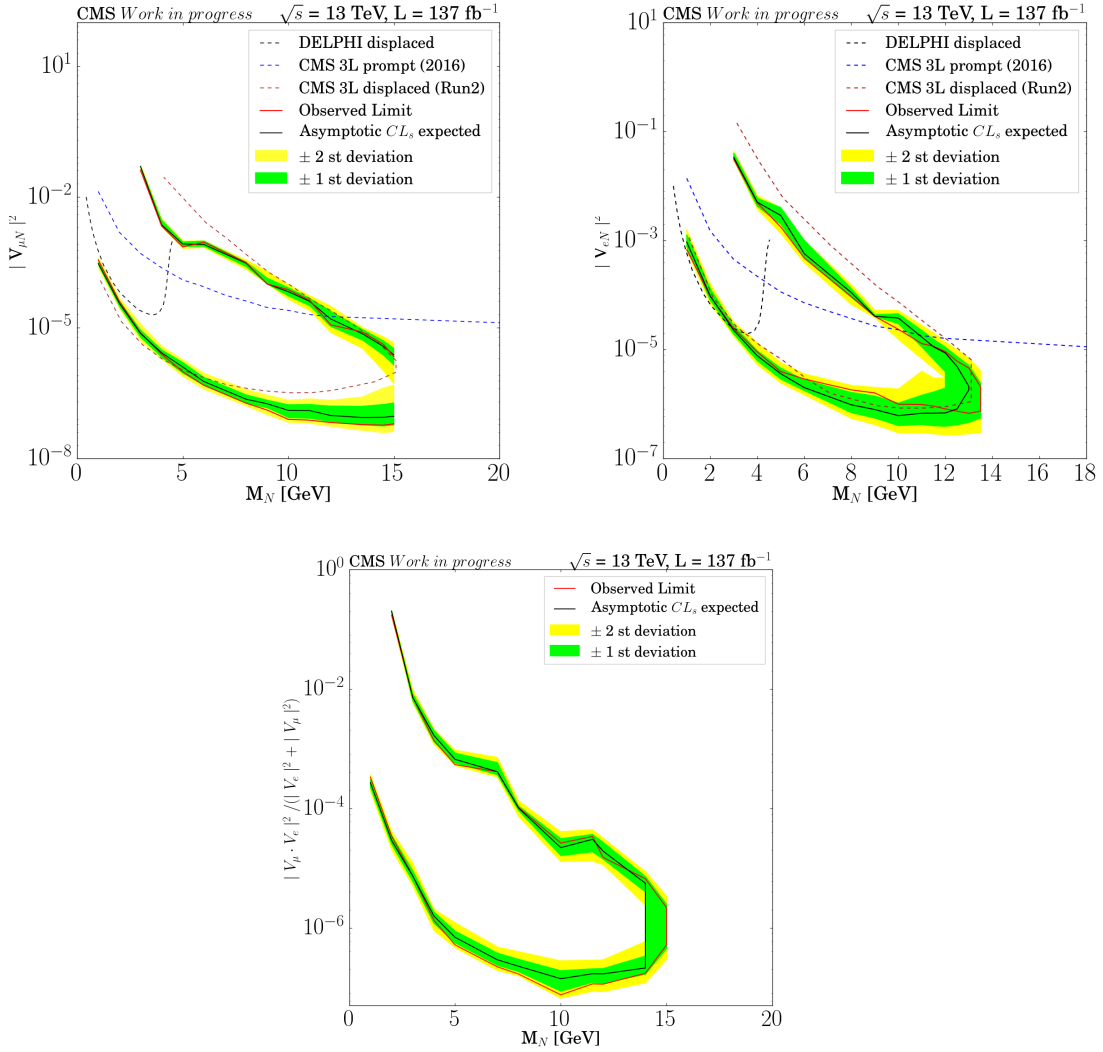 CMS Work in progress √s = 13 TeV, L = 137 fb⁻¹
DELPHI displaced
CMS 3L prompt (2016)
CMS 3L displaced (Run2)
Observed Limit
Asymptotic CLₛ expected
± 2 st deviation
± 1 st deviation
10¹
10⁻²
10⁻⁵
10⁻⁸
| V_μN |²
0 5 10 15 20
M_N [GeV]
CMS Work in progress √s = 13 TeV, L = 137 fb⁻¹
DELPHI displaced
CMS 3L prompt (2016)
CMS 3L displaced (Run2)
Observed Limit
Asymptotic CLₛ expected
± 2 st deviation
± 1 st deviation
10¹
10⁻¹
10⁻³
10⁻⁵
10⁻⁷
| V_eN |²
0 2 4 6 8 10 12 14 16 18
M_N [GeV]
CMS Work in progress √s = 13 TeV, L = 137 fb⁻¹
Observed Limit
Asymptotic CLₛ expected
± 2 st deviation
± 1 st deviation
10⁰
10⁻²
10⁻⁴
10⁻⁶
| V_μ · V_e |² /(| V_e |² + | V_μ |²)
0 5 10 15 20
M_N [GeV]